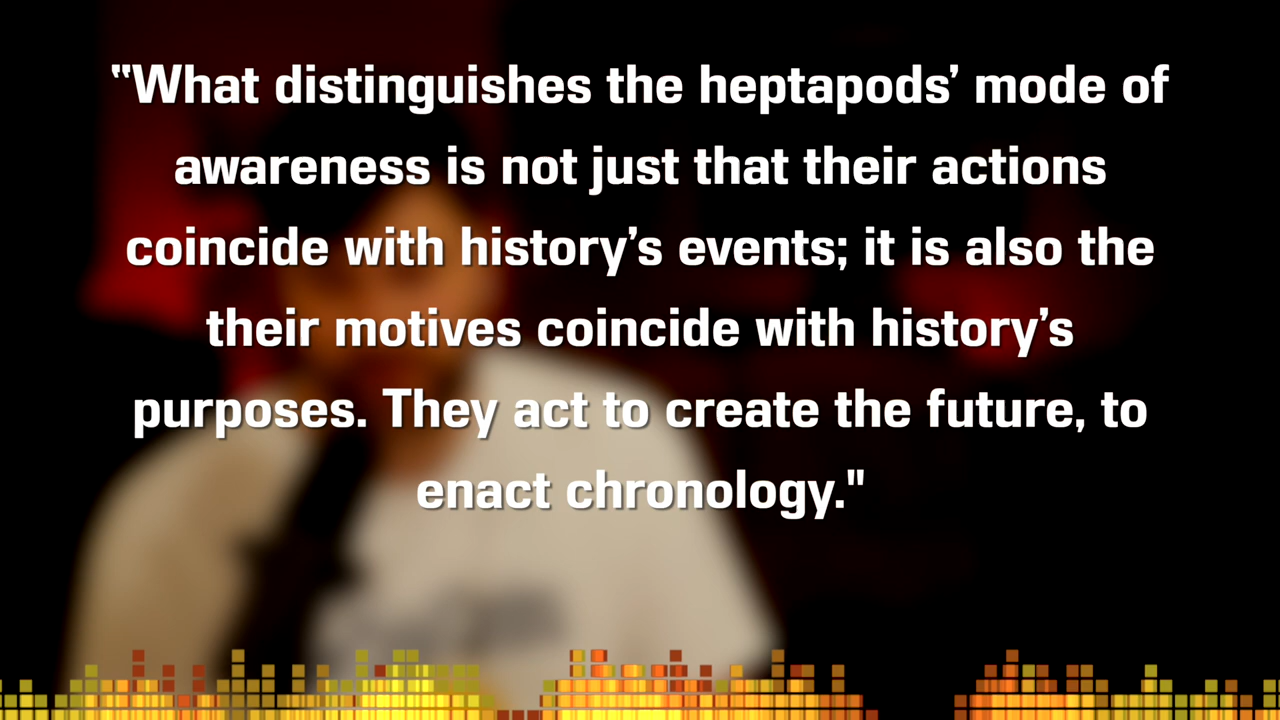 "What distinguishes the heptapods’ mode of
awareness is not just that their actions
coincide with history’s events; it is also the
their motives coincide with history’s
purposes. They act to create the future, to
enact chronology."